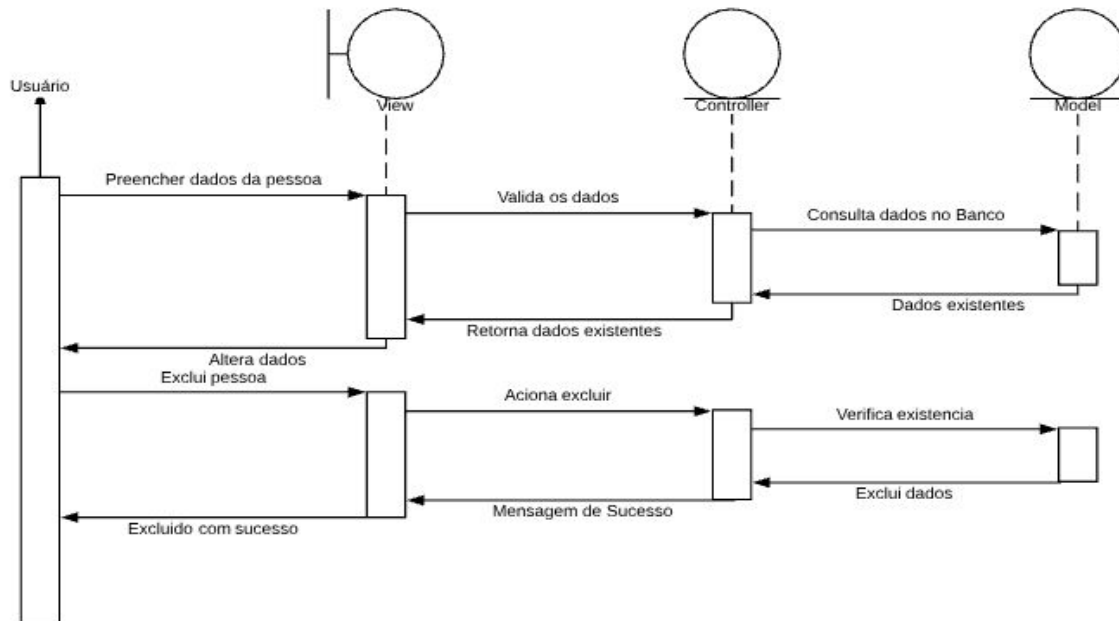 Usuário
View
Controller
Model
Preencher dados da pessoa
Valida os dados
Consulta dados no Banco
Dados existentes
Retorna dados existentes
Altera dados
Exclui pessoa
Aciona excluir
Verifica existencia
Exclui dados
Mensagem de Sucesso
Excluido com sucesso